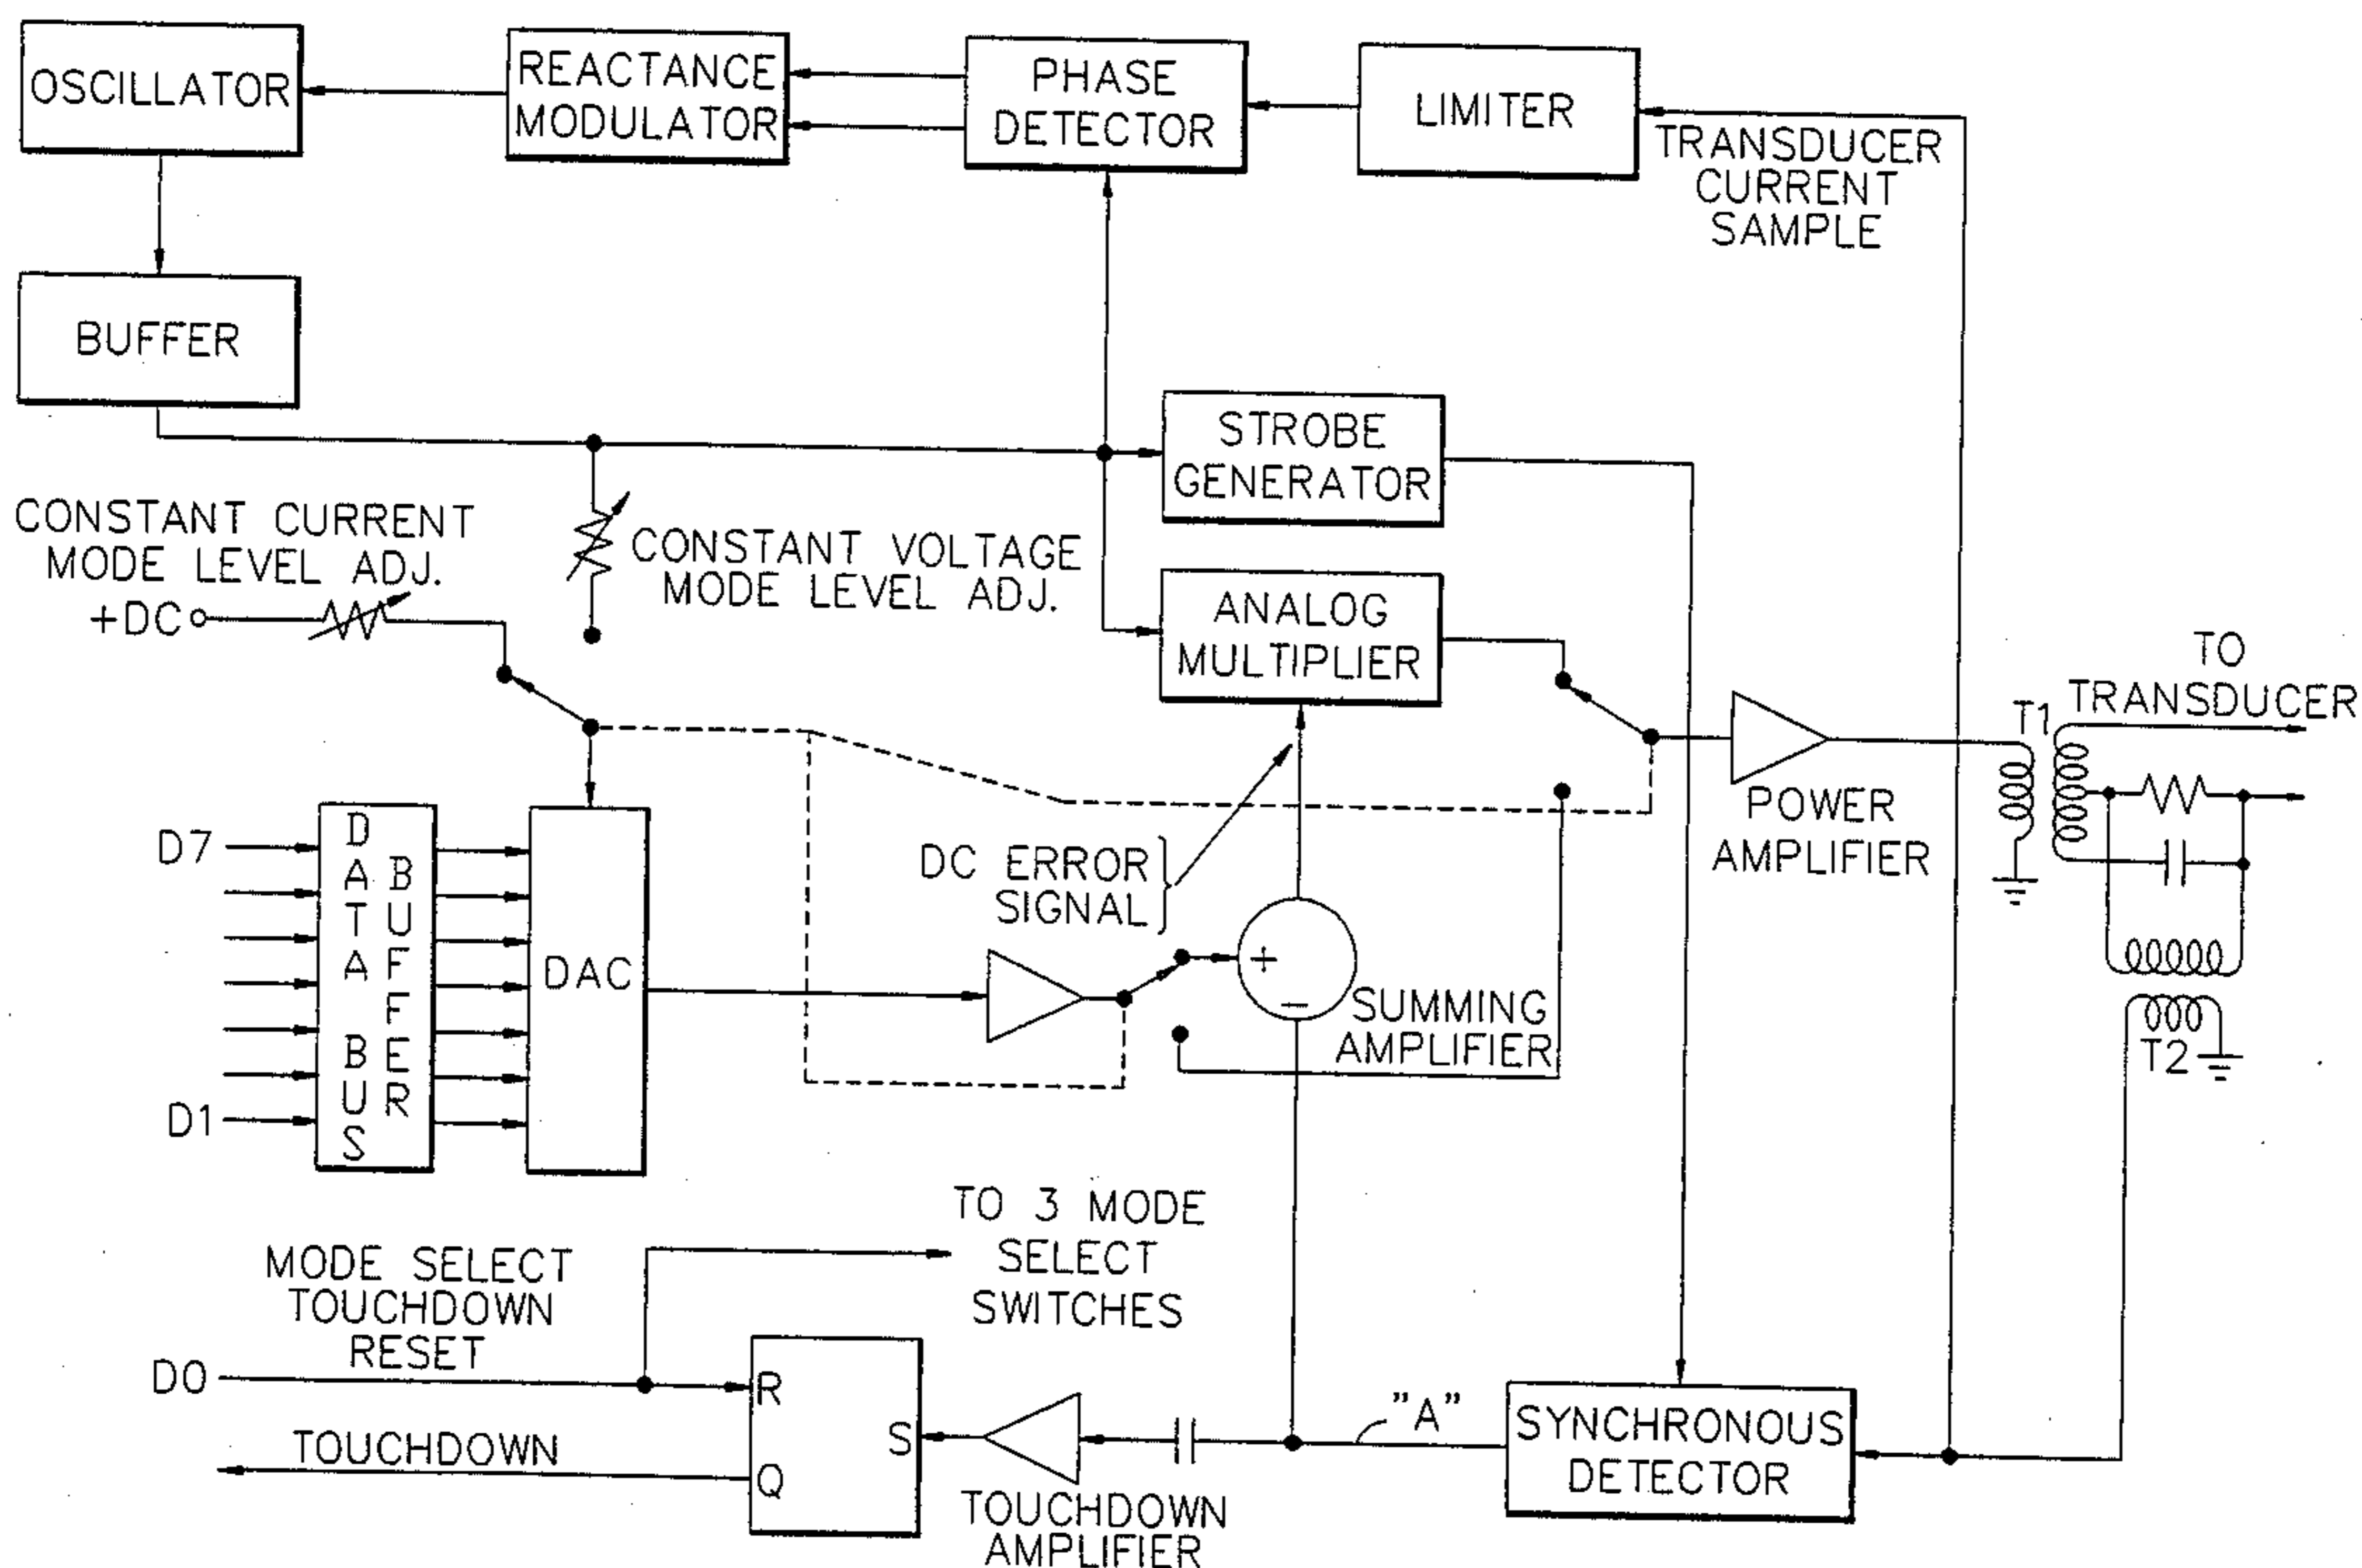 OSCILLATOR
REACTANCE
MODULATOR
PHASE
DETECTOR
LIMITER
TRANSDUCER
CURRENT
SAMPLE
BUFFER
STROBE
GENERATOR
CONSTANT CURRENT
MODE LEVEL ADJ.
+DC
CONSTANT VOLTAGE
MODE LEVEL ADJ.
ANALOG
MULTIPLIER
TO
TRANSDUCER
T1
POWER
AMPLIFIER
D7
D1
DATA BUS
BUFFER
DAC
DC ERROR
SIGNAL
+
−
SUMMING
AMPLIFIER
T2
TO 3 MODE
SELECT
SWITCHES
MODE SELECT
TOUCHDOWN
RESET
D0
R
S
Q
TOUCHDOWN
TOUCHDOWN
AMPLIFIER
"A"
SYNCHRONOUS
DETECTOR